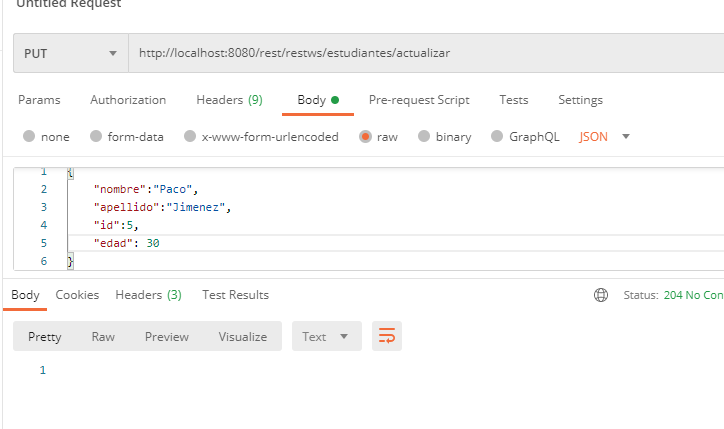 Untitled Request
PUT http://localhost:8080/rest/restws/estudiantes/actualizar
Params Authorization Headers (9) Body Pre-request Script Tests Settings
none form-data x-www-form-urlencoded raw binary GraphQL JSON
1 {
2 "nombre":"Paco",
3 "apellido":"Jimenez",
4 "id":5,
5 "edad": 30
6 }
Body Cookies Headers (3) Test Results Status: 204 No Con
Pretty Raw Preview Visualize Text
1